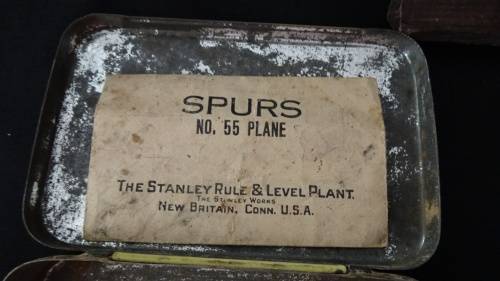 SPURS
NO. 55 PLANE
THE STANLEY RULE & LEVEL PLANT.
THE STANLEY WORKS
NEW BRITAIN, CONN. U.S.A.